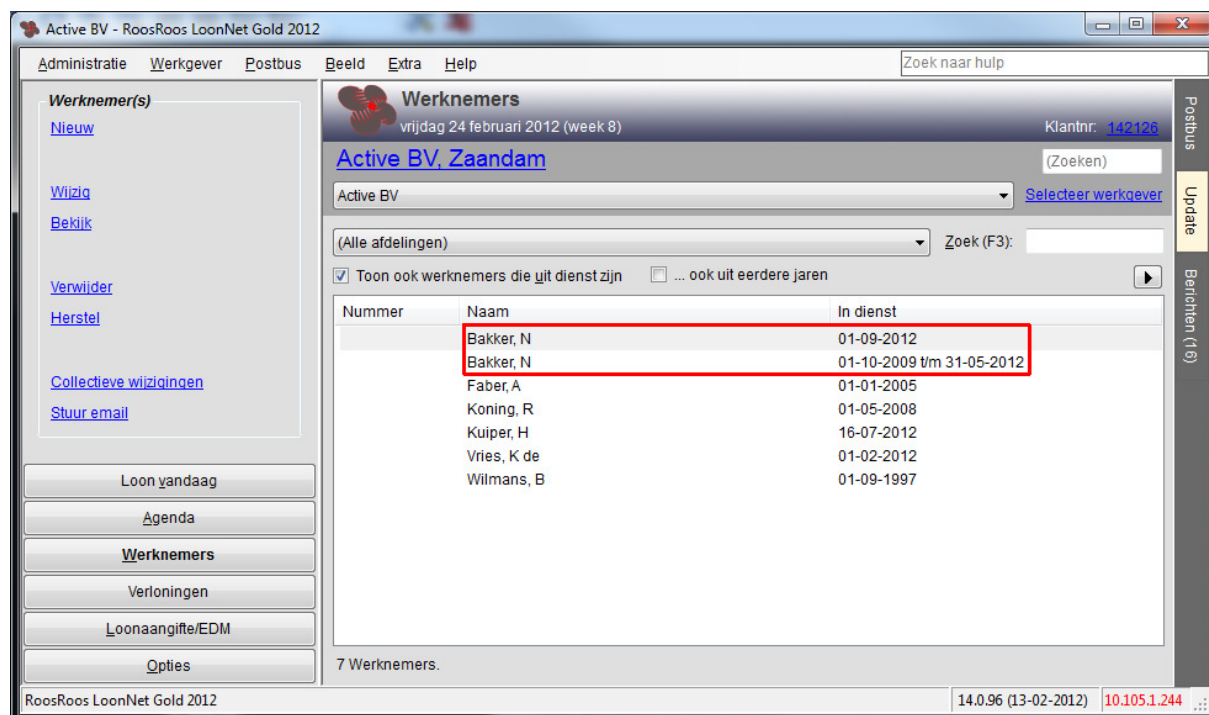 Active BV - RoosRoos LoonNet Gold 2012
Administratie Werkgever Postbus Beeld Extra Help Zoek naar hulp
Werknemer(s)
Nieuw
Wijzig
Bekijk
Verwijder
Herstel
Collectieve wijzigingen
Stuur email
Loon vandaag
Agenda
Werknemers
Verloningen
Loonaangifte/EDM
Opties
Werknemers
vrijdag 24 februari 2012 (week 8) Klantnr: 142126
Active BV, Zaandam (Zoeken)
Active BV Selecteer werkgever
(Alle afdelingen) Zoek (F3):
Toon ook werknemers die uit dienst zijn ... ook uit eerdere jaren
Nummer Naam In dienst
Bakker, N 01-09-2012
Bakker, N 01-10-2009 t/m 31-05-2012
Faber, A 01-01-2005
Koning, R 01-05-2008
Kuiper, H 16-07-2012
Vries, K de 01-02-2012
Wilmans, B 01-09-1997
7 Werknemers.
Postbus
Update
Berichten (16)
RoosRoos LoonNet Gold 2012 14.0.96 (13-02-2012) 10.105.1.244